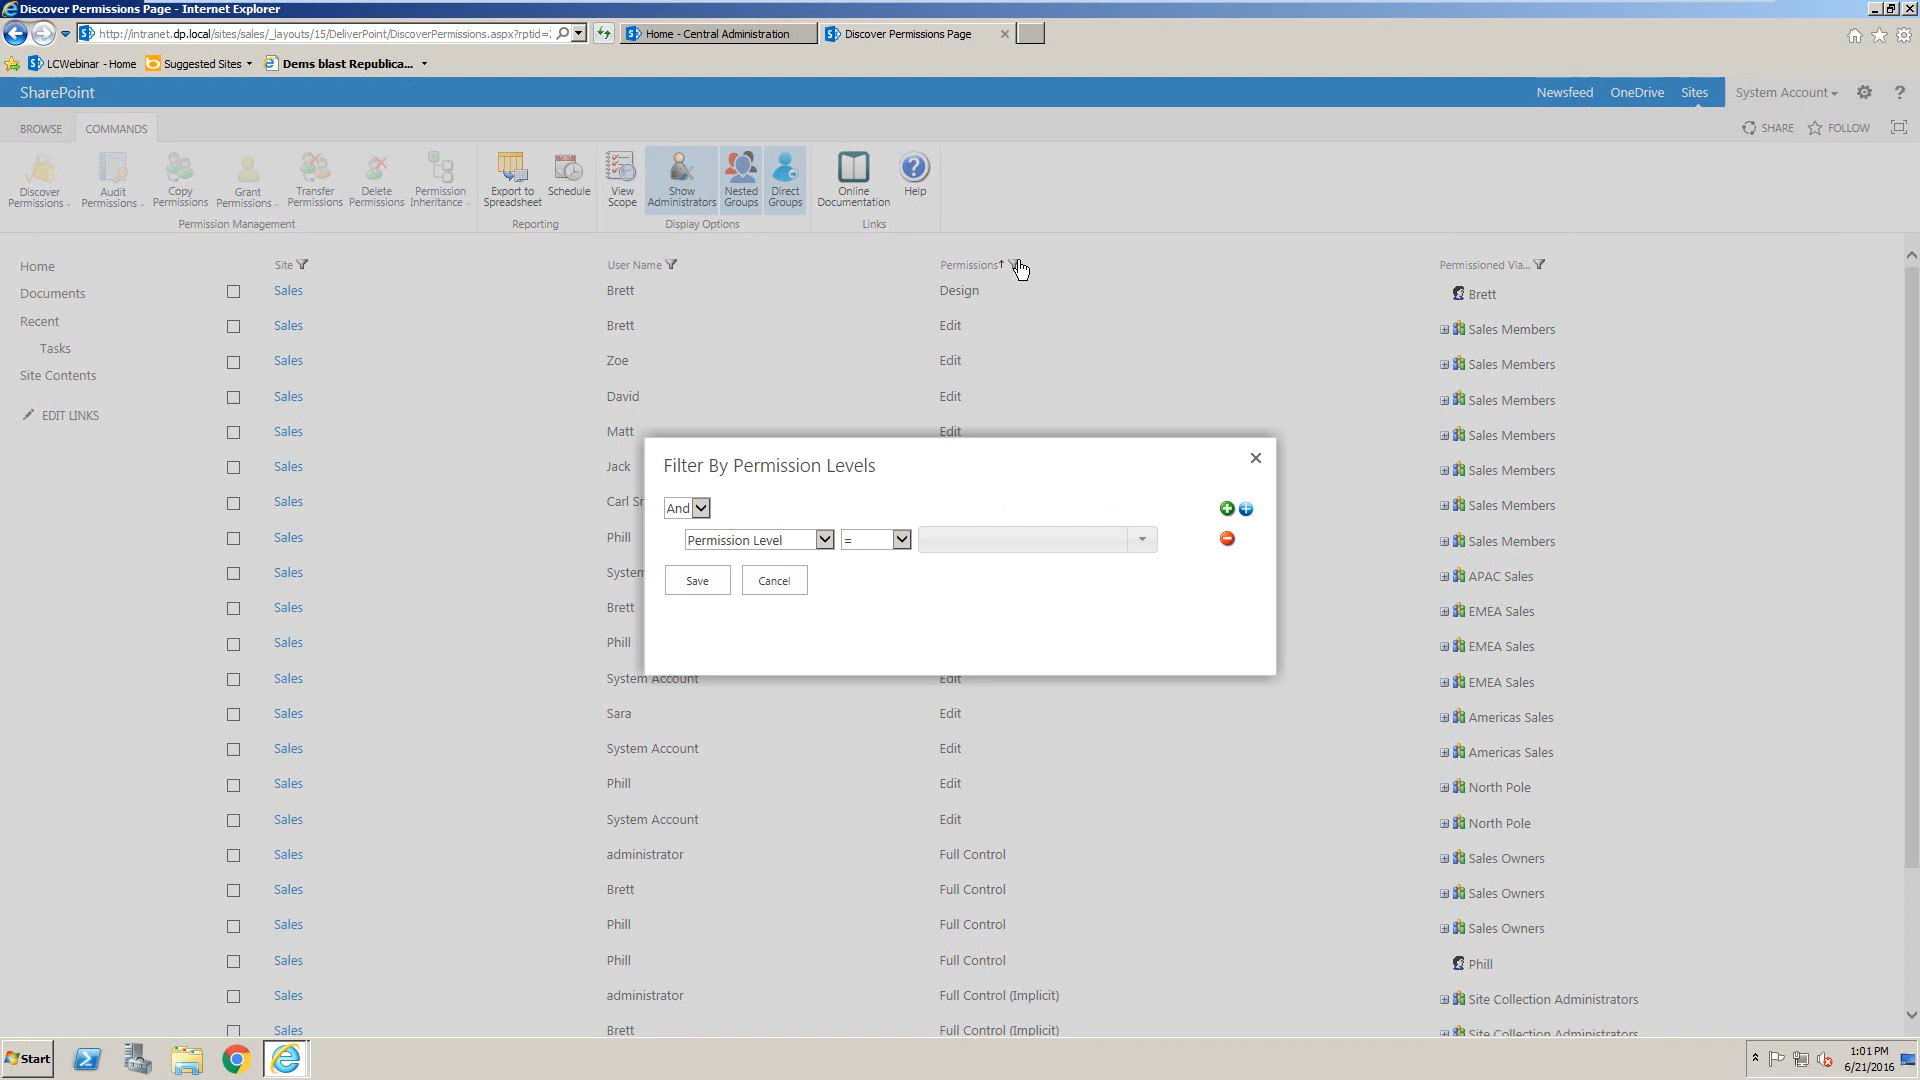 Discover Permissions Page - Internet Explorer
http://intranet.dp.local/sites/sales/_layouts/15/DeliverPoint/DiscoverPermissions.aspx?rptid=
Home - Central Administration
Discover Permissions Page
LCWebinar - Home
Suggested Sites
Dems blast Republica...
SharePoint
Newsfeed
OneDrive
Sites
System Account
BROWSE
COMMANDS
SHARE
FOLLOW
Discover Permissions
Audit Permissions
Copy Permissions
Grant Permissions
Transfer Permissions
Delete Permissions
Permission Inheritance
Export to Spreadsheet
Schedule
View Scope
Show Administrators
Nested Groups
Direct Groups
Online Documentation
Help
Permission Management
Reporting
Display Options
Links
Home
Documents
Recent
Tasks
Site Contents
EDIT LINKS
Site User Name Permissions↑ Permissioned Via...
Sales Brett Design Brett
Sales Brett Edit Sales Members
Sales Zoe Edit Sales Members
Sales David Edit Sales Members
Sales Matt Edit Sales Members
Sales Jack Sales Members
Sales Carl Sales Members
Sales Phill Sales Members
Sales System APAC Sales
Sales Brett EMEA Sales
Sales Phill EMEA Sales
Sales System Account Edit EMEA Sales
Sales Sara Edit Americas Sales
Sales System Account Edit Americas Sales
Sales Phill Edit North Pole
Sales System Account Edit North Pole
Sales administrator Full Control Sales Owners
Sales Brett Full Control Sales Owners
Sales Phill Full Control Sales Owners
Sales Phill Full Control Phill
Sales administrator Full Control (Implicit) Site Collection Administrators
Sales Brett Full Control (Implicit) Site Collection Administrators
Filter By Permission Levels
And
Permission Level =
Save Cancel
Start
1:01 PM
6/21/2016